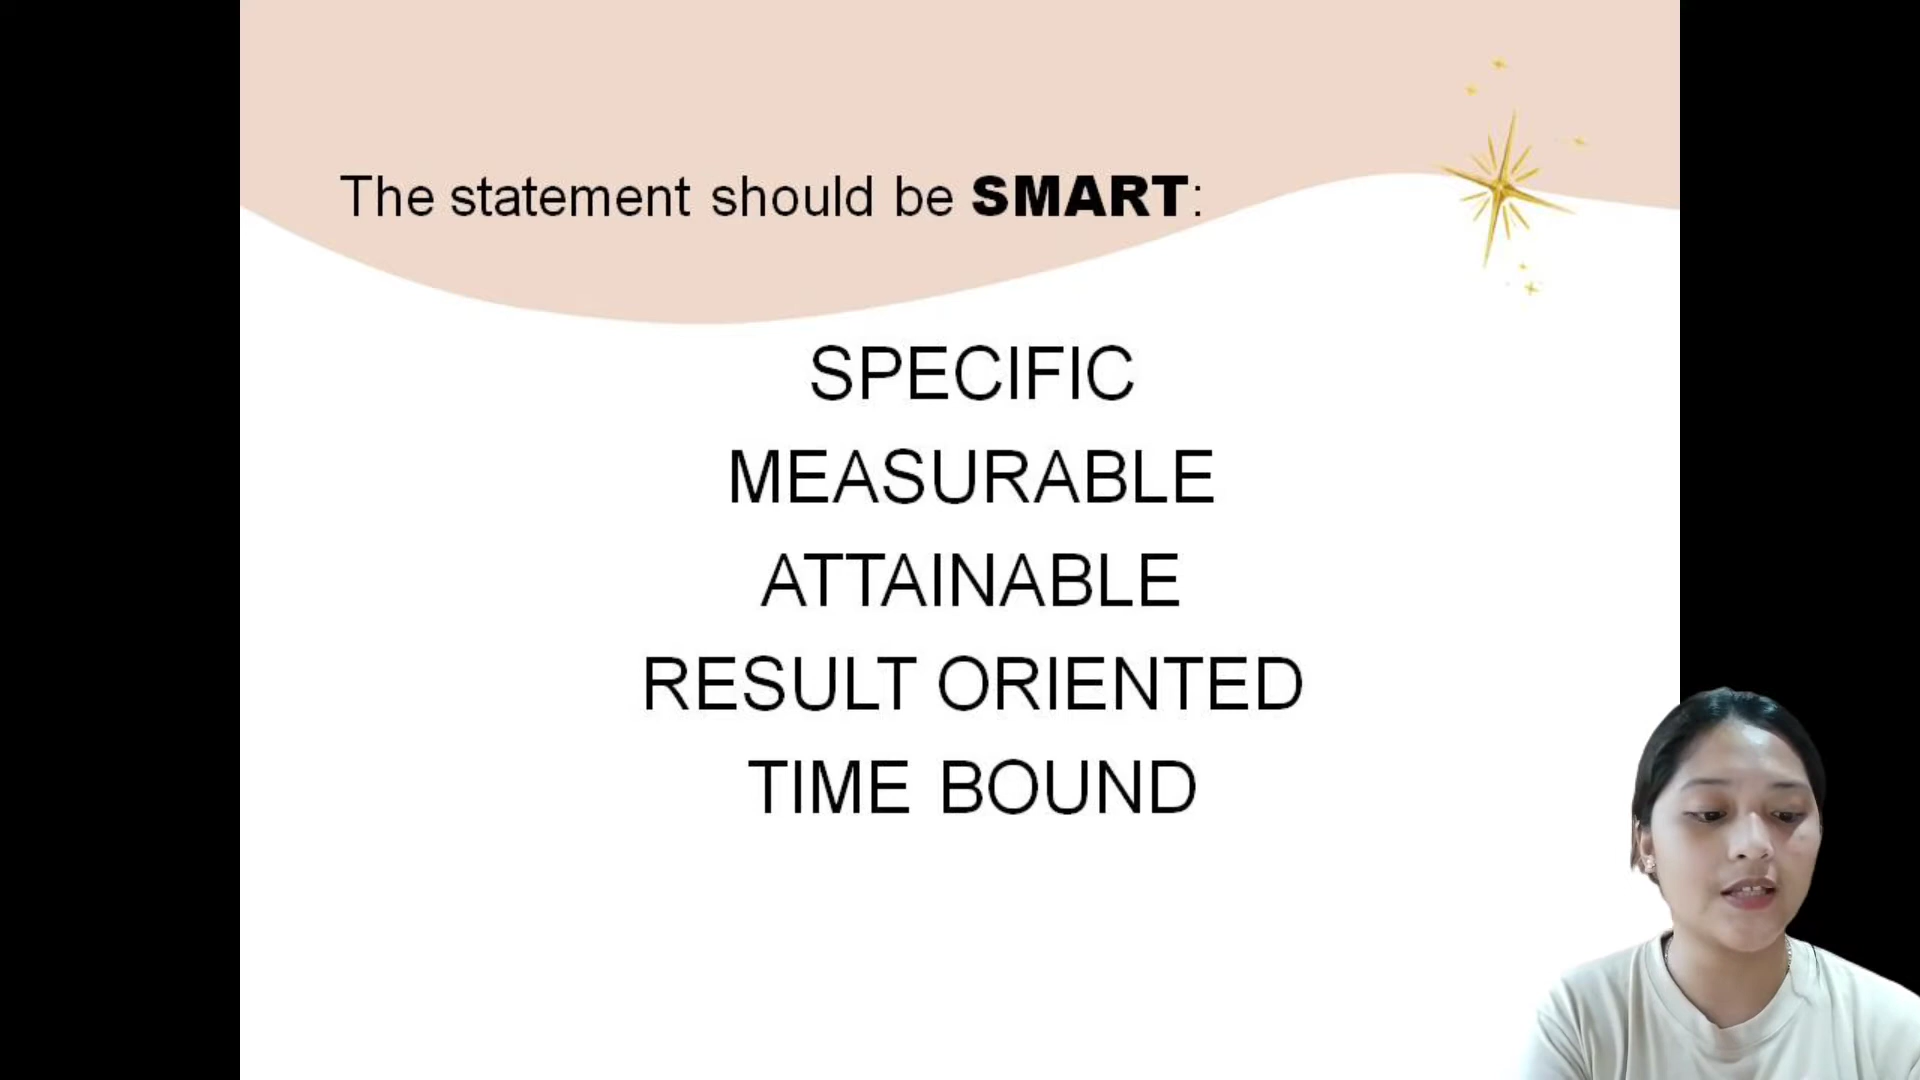 The statement should be SMART:
SPECIFIC
MEASURABLE
ATTAINABLE
RESULT ORIENTED
TIME BOUND